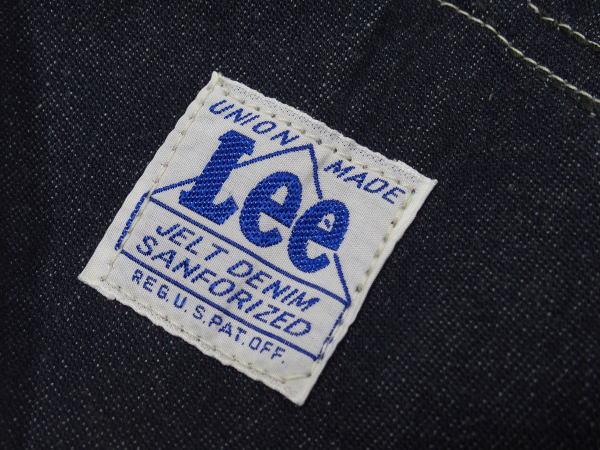 UNION MADE
Lee
JELT DENIM
SANFORIZED
REG. U.S. PAT. OFF.